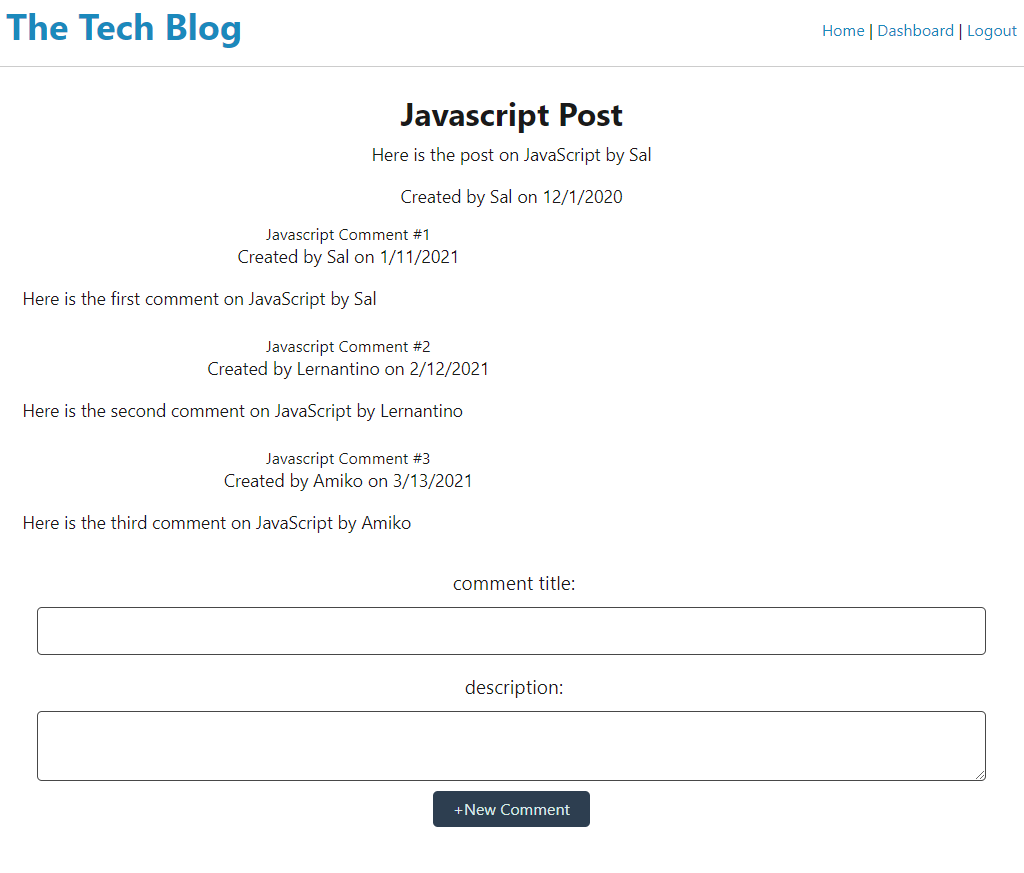 The Tech Blog
Home | Dashboard | Logout
Javascript Post
Here is the post on JavaScript by Sal
Created by Sal on 12/1/2020
Javascript Comment #1
Created by Sal on 1/11/2021
Here is the first comment on JavaScript by Sal
Javascript Comment #2
Created by Lernantino on 2/12/2021
Here is the second comment on JavaScript by Lernantino
Javascript Comment #3
Created by Amiko on 3/13/2021
Here is the third comment on JavaScript by Amiko
comment title:
description:
+New Comment